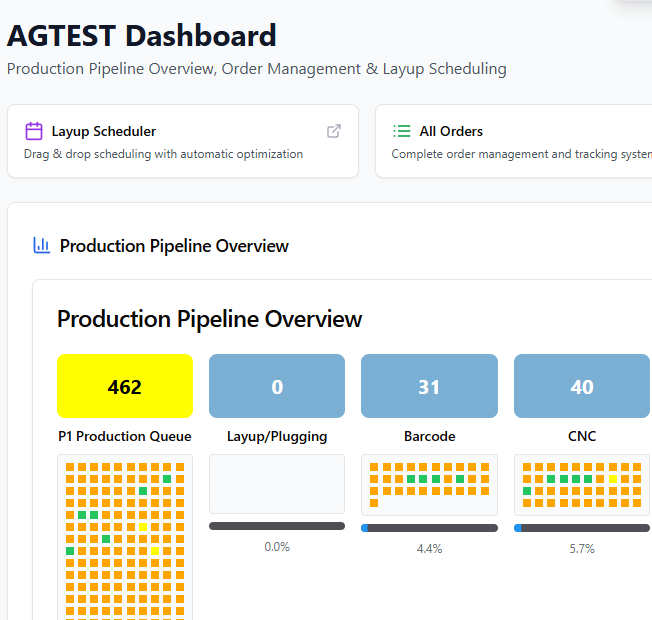 AGTEST Dashboard
Production Pipeline Overview, Order Management & Layup Scheduling
Layup Scheduler
Drag & drop scheduling with automatic optimization
All Orders
Complete order management and tracking system
Production Pipeline Overview
Production Pipeline Overview
462
0
31
40
P1 Production Queue
Layup/Plugging
Barcode
CNC
0.0%
4.4%
5.7%